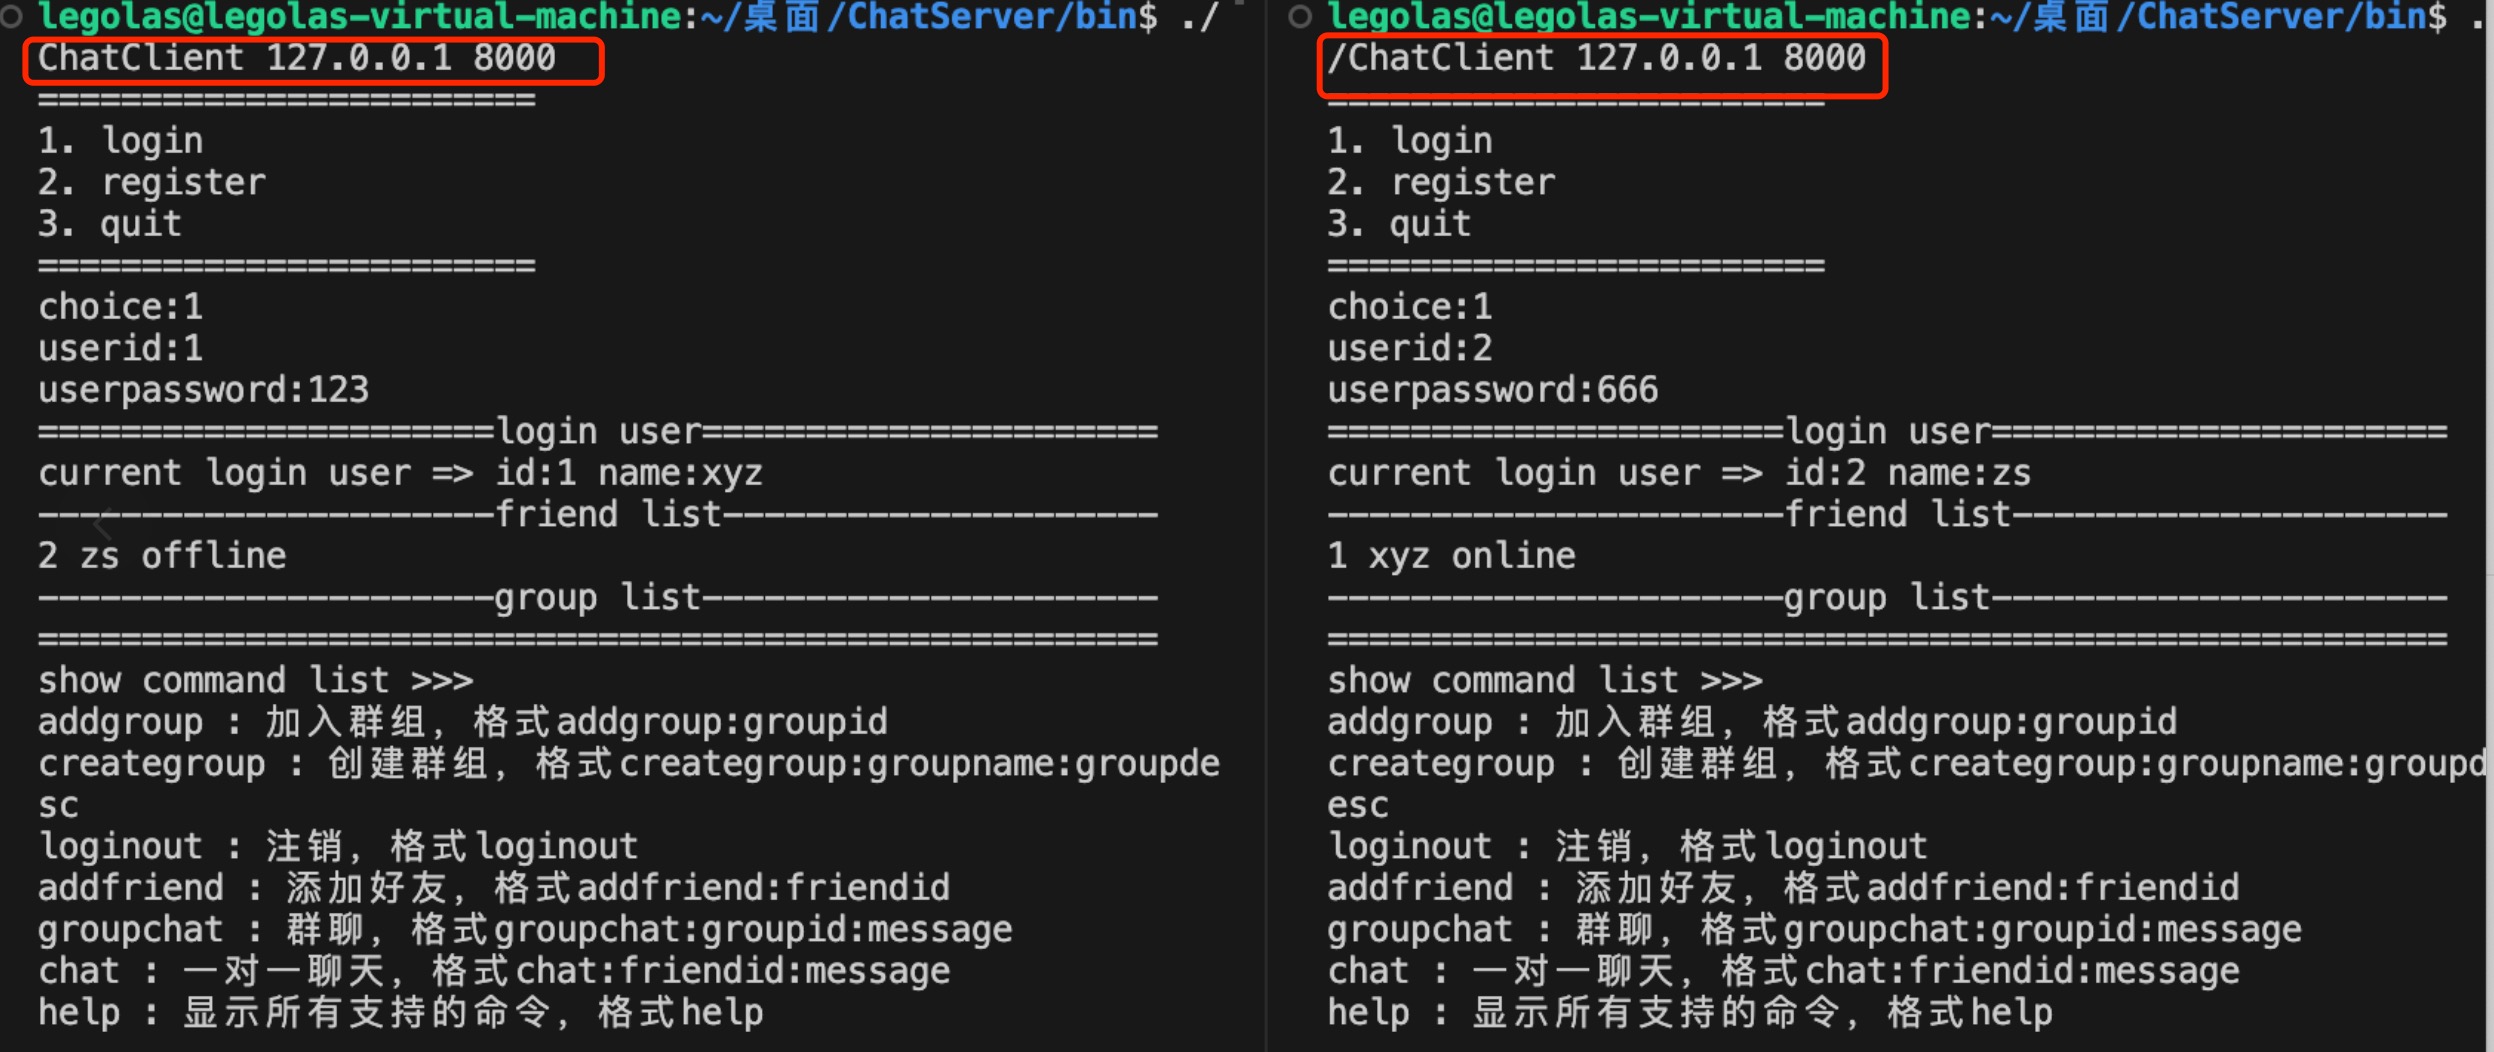 legolas@legolas-virtual-machine:~/桌面/ChatServer/bin$ ./
ChatClient 127.0.0.1 8000
========================
1. login
2. register
3. quit
========================
choice:1
userid:1
userpassword:123
======================login user======================
current login user => id:1 name:xyz
----------------------friend list---------------------
2 zs offline
----------------------group list----------------------
======================================================
show command list >>>
addgroup : 加入群组, 格式addgroup:groupid
creategroup : 创建群组, 格式creategroup:groupname:groupde
sc
loginout : 注销, 格式loginout
addfriend : 添加好友, 格式addfriend:friendid
groupchat : 群聊, 格式groupchat:groupid:message
chat : 一对一聊天, 格式chat:friendid:message
help : 显示所有支持的命令, 格式help
legolas@legolas-virtual-machine:~/桌面/ChatServer/bin$ .
/ChatClient 127.0.0.1 8000
========================
1. login
2. register
3. quit
========================
choice:1
userid:2
userpassword:666
======================login user======================
current login user => id:2 name:zs
----------------------friend list---------------------
1 xyz online
----------------------group list----------------------
======================================================
show command list >>>
addgroup : 加入群组, 格式addgroup:groupid
creategroup : 创建群组, 格式creategroup:groupname:groupd
esc
loginout : 注销, 格式loginout
addfriend : 添加好友, 格式addfriend:friendid
groupchat : 群聊, 格式groupchat:groupid:message
chat : 一对一聊天, 格式chat:friendid:message
help : 显示所有支持的命令, 格式help